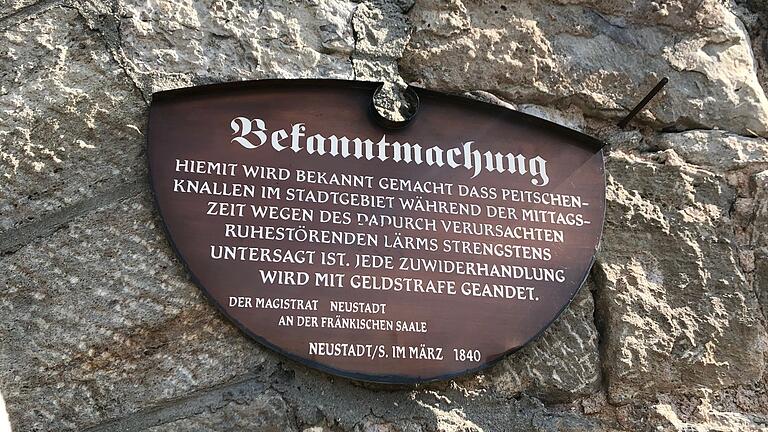 Bekanntmachung
HIEMIT WIRD BEKANNT GEMACHT DASS PEITSCHEN-
KNALLEN IM STADTGEBIET WÄHREND DER MITTAGS-
ZEIT WEGEN DES DADURCH VERURSACHTEN
RUHESTÖRENDEN LÄRMS STRENGSTENS
UNTERSAGT IST. JEDE ZUWIDERHANDLUNG
WIRD MIT GELDSTRAFE GEANDET.
DER MAGISTRAT NEUSTADT
AN DER FRÄNKISCHEN SAALE
NEUSTADT/S. IM MÄRZ 1840